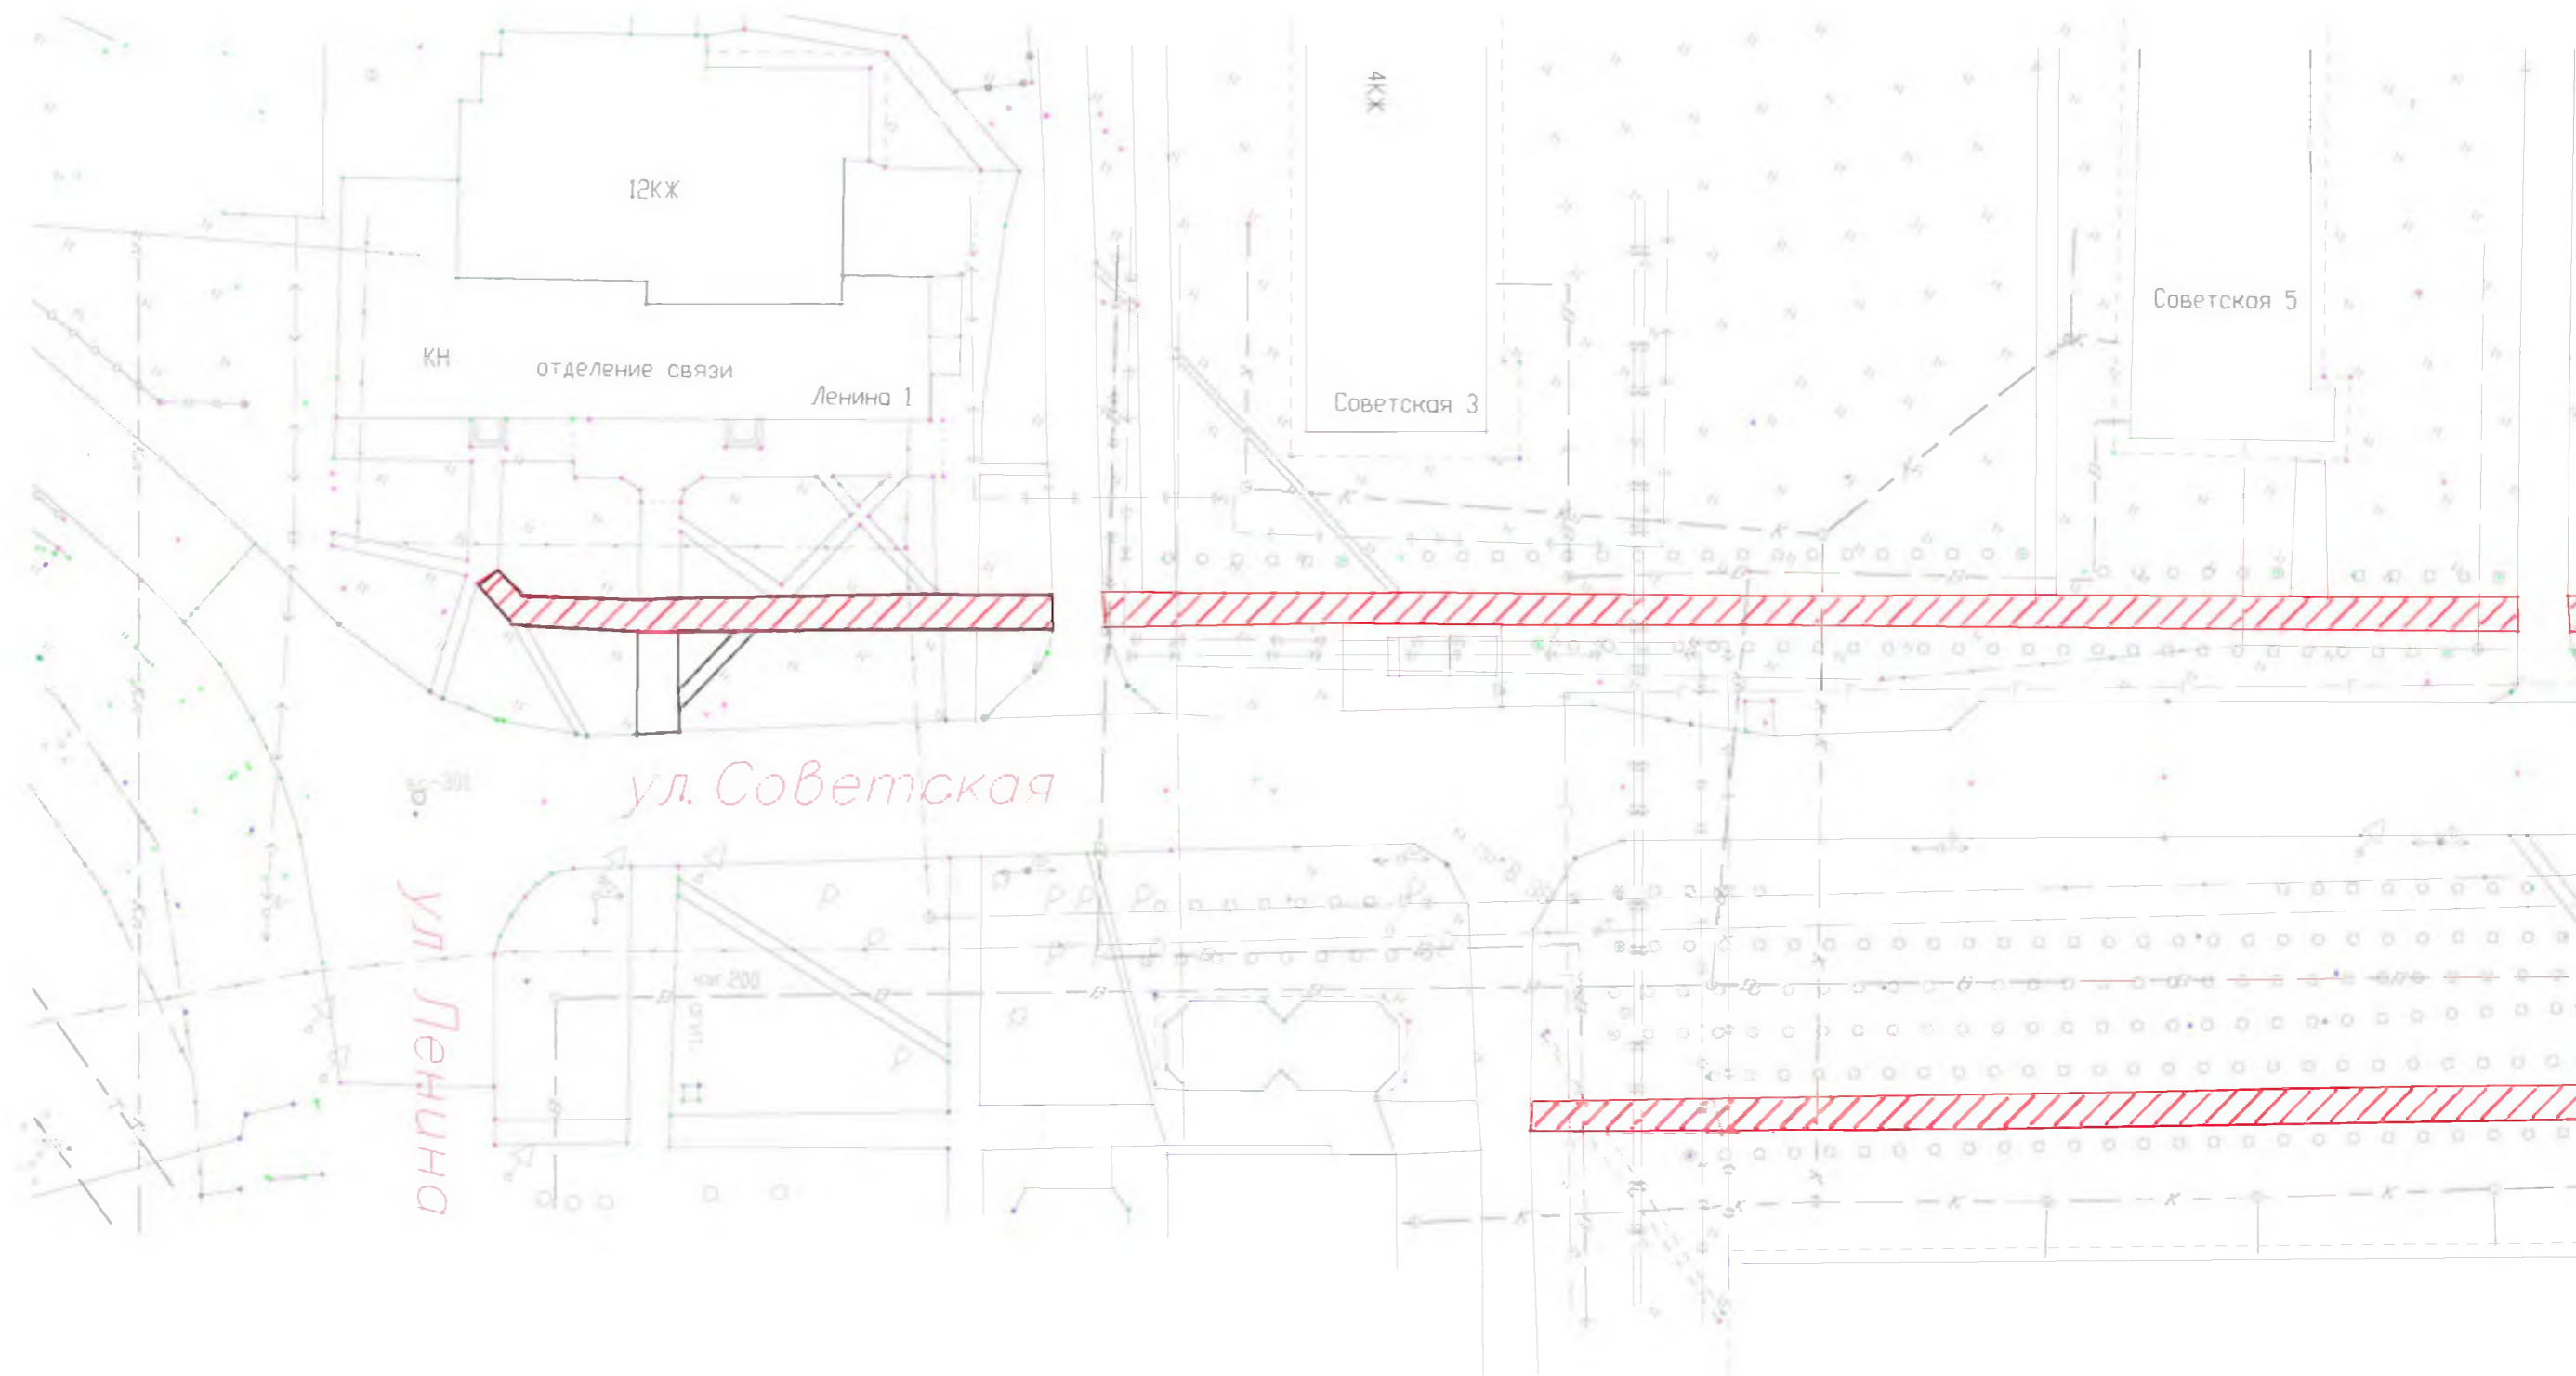 4КЖ
12КЖ
Советская 5
КН
отделение связи
Ленина 1
Советская 3
ул. Советская
ул Ленина